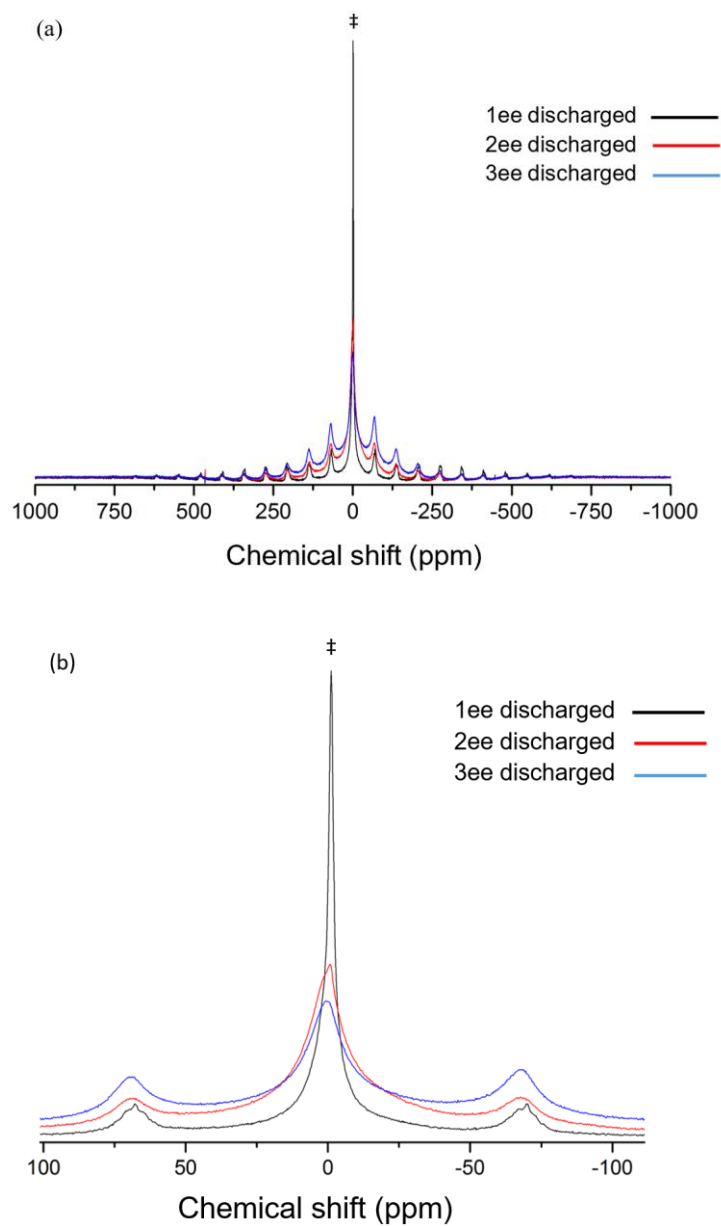 (a)
‡
1ee discharged
2ee discharged
3ee discharged
1000 750 500 250 0 -250 -500 -750 -1000
Chemical shift (ppm)
(b)
‡
1ee discharged
2ee discharged
3ee discharged
100 50 0 -50 -100
Chemical shift (ppm)